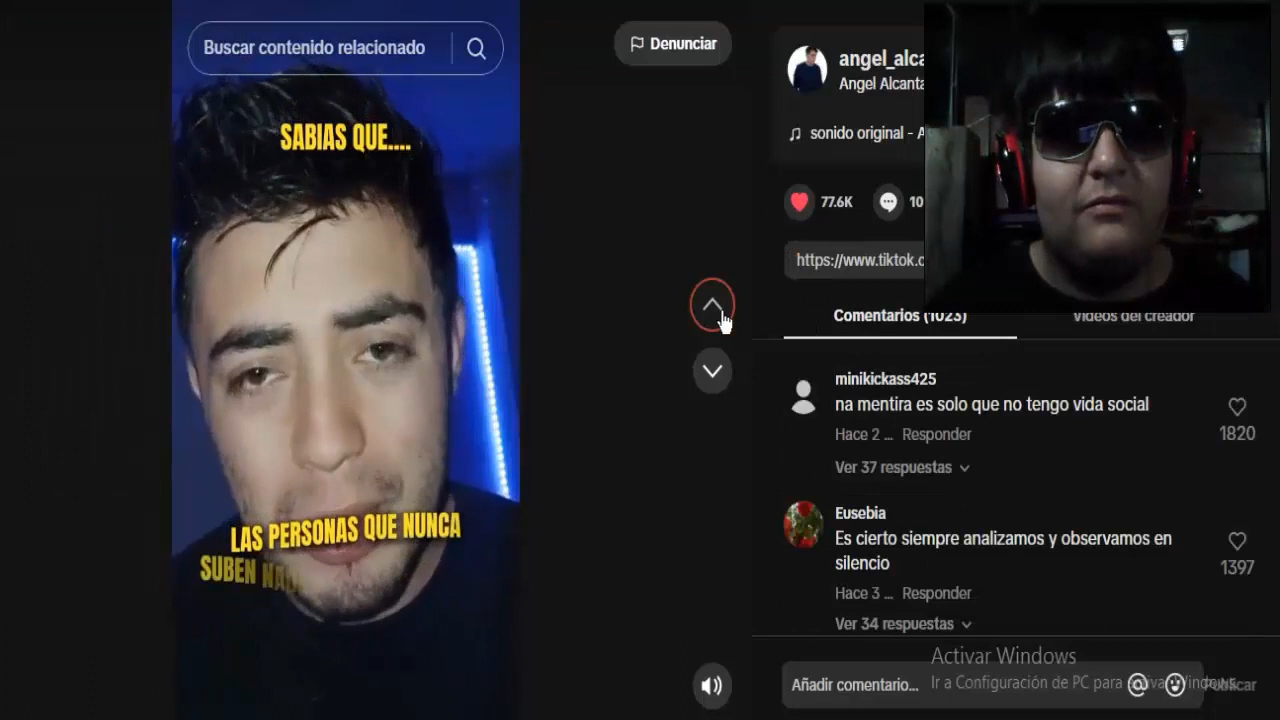 Buscar contenido relacionado
SABIAS QUE....
LAS PERSONAS QUE NUNCA
SUBEN
Denunciar
angel_alca
Angel Alcanta
sonido original - A
77.6K
10
https://www.tiktok.c
Comentarios (1023)
Videos del creador
minikickass425
na mentira es solo que no tengo vida social
Hace 2 ... Responder
1820
Ver 37 respuestas
Eusebia
Es cierto siempre analizamos y observamos en
silencio
Hace 3 ... Responder
1397
Ver 34 respuestas
Activar Windows
Ir a Configuración de PC para activar Windows.
Añadir comentario...
Publicar